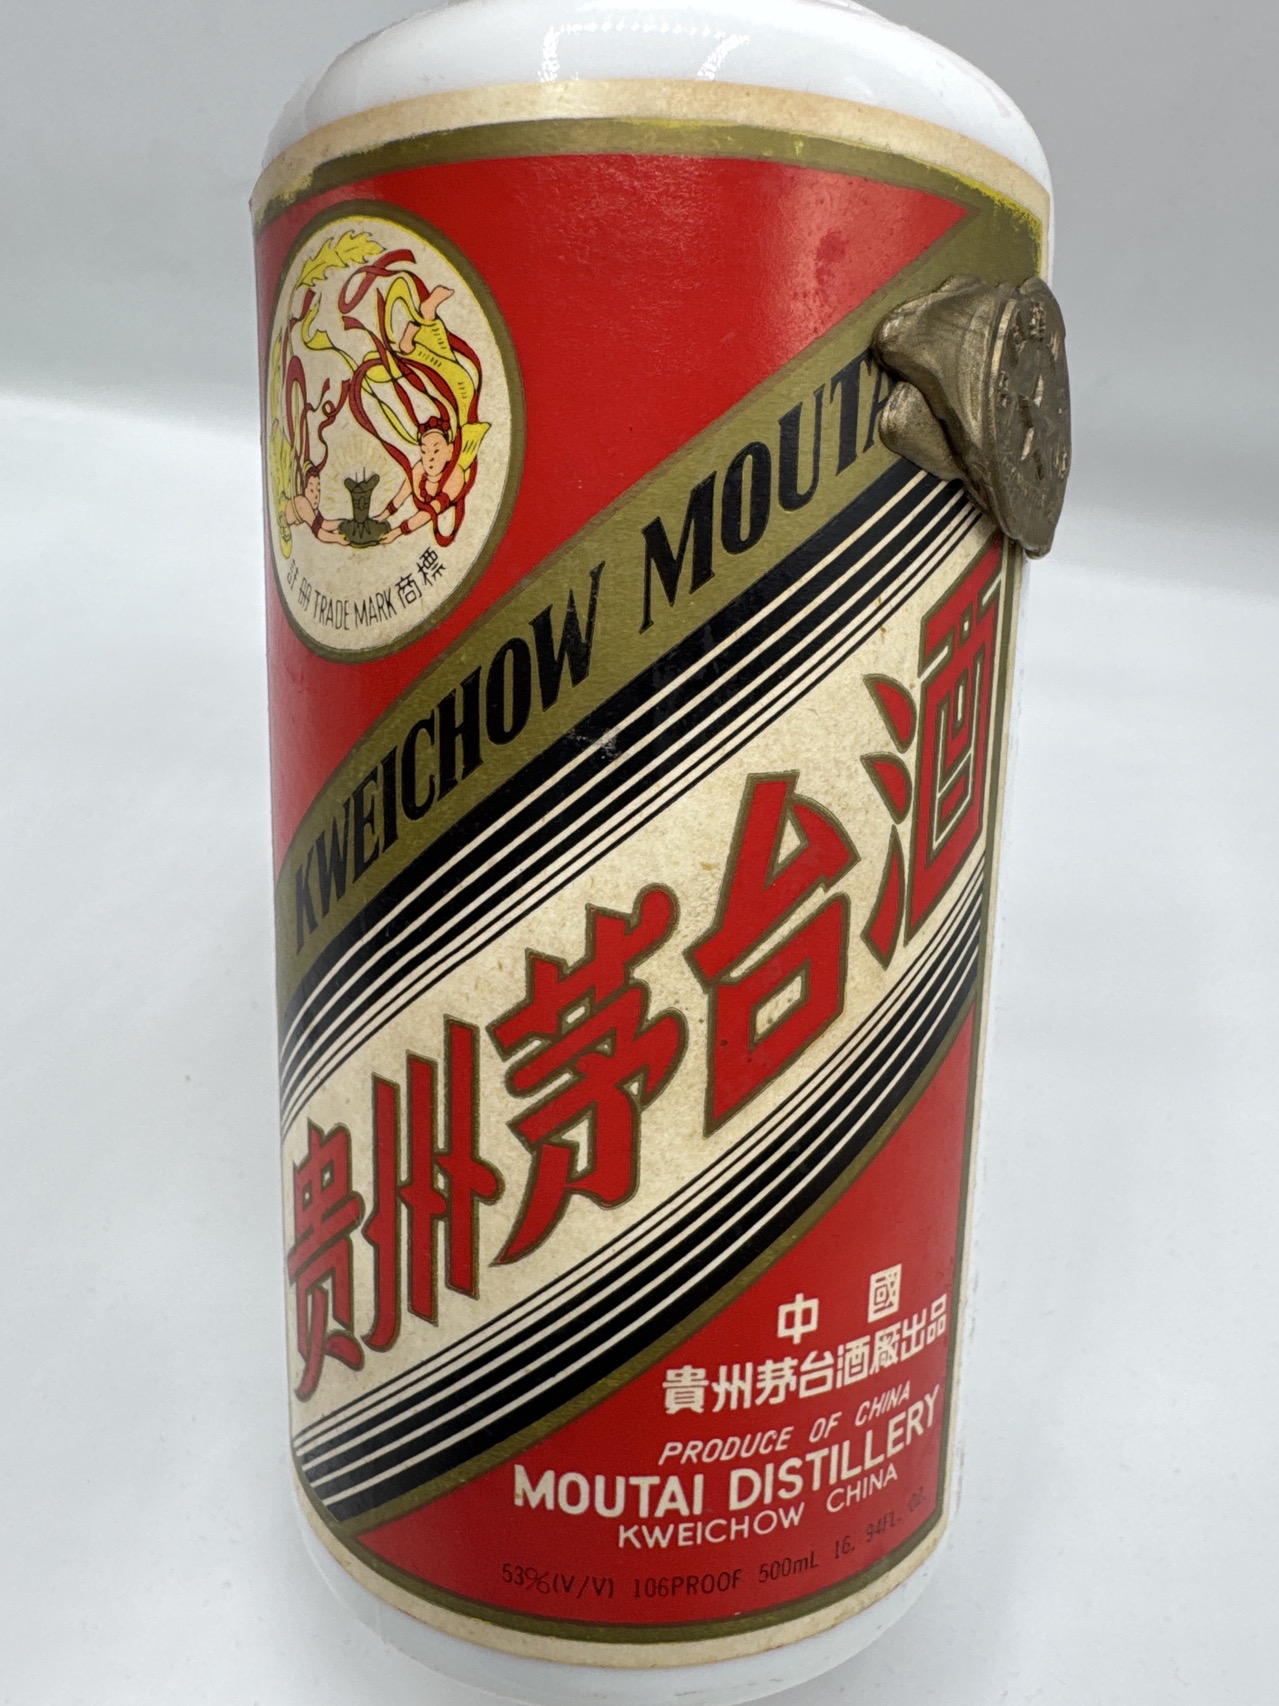 註冊 TRADE MARK 商標
KWEICHOW MOUTA
贵州茅台酒
中國
貴州茅台酒廠出品
PRODUCE OF CHINA
MOUTAI DISTILLERY
KWEICHOW CHINA
53%(V/V) 106PROOF 500mL 16. 94FL. OZ.